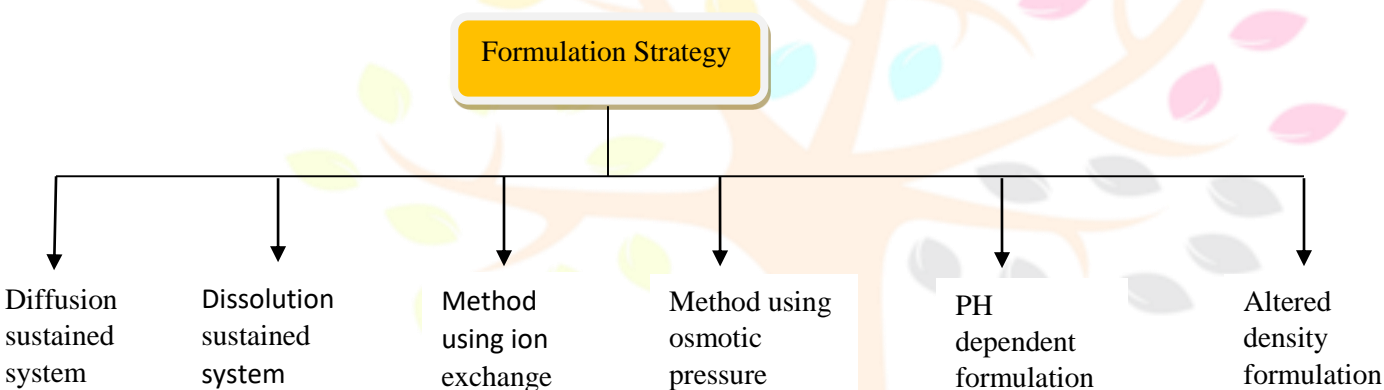 Formulation Strategy
Diffusion
sustained
system
Dissolution
sustained
system
Method
using ion
exchange
Method using
osmotic
pressure
PH
dependent
formulation
Altered
density
formulation